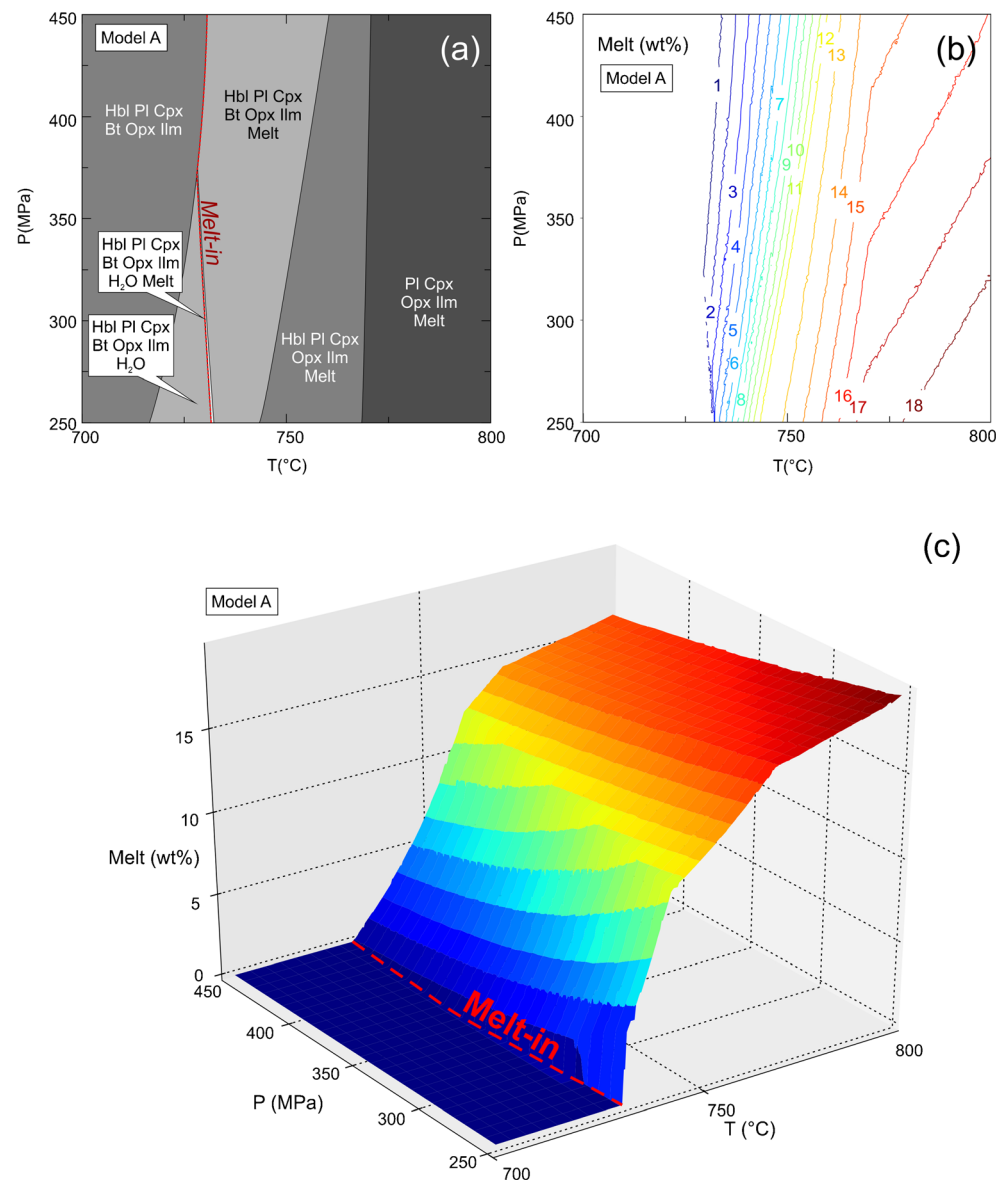 Model A
(a)
Hbl Pl Cpx
Bt Opx Ilm
Hbl Pl Cpx
Bt Opx Ilm
Melt
Melt-in
Hbl Pl Cpx
Bt Opx Ilm
H₂O Melt
Hbl Pl Cpx
Bt Opx Ilm
H₂O
Hbl Pl Cpx
Opx Ilm
Melt
Pl Cpx
Opx Ilm
Melt
450
400
350
300
250
P(MPa)
700
750
800
T(°C)
Melt (wt%)
Model A
(b)
1
2
3
4
5
6
7
8
9
10
11
12
13
14
15
16
17
18
450
400
350
300
250
P(MPa)
700
750
800
T(°C)
(c)
Model A
15
10
5
0
Melt (wt%)
450
400
350
300
250
P (MPa)
700
750
800
T (°C)
Melt-in